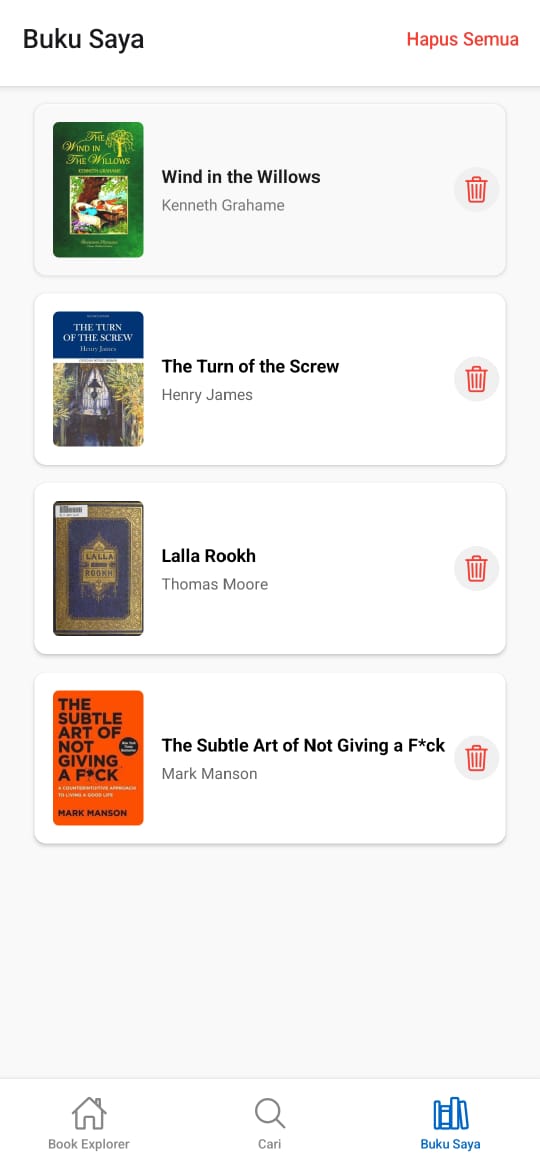 Buku Saya
Hapus Semua
THE
WIND IN
THE WILLOWS
KENNETH GRAHAME
Wind in the Willows
Kenneth Grahame
THE TURN
OF THE SCREW
Henry James
The Turn of the Screw
Henry James
LALLA
ROOKH
Lalla Rookh
Thomas Moore
THE
SUBTLE
ART OF
NOT
GIVING
A F*CK
A COUNTERINTUITIVE APPROACH
TO LIVING A GOOD LIFE
MARK MANSON
The Subtle Art of Not Giving a F*ck
Mark Manson
Book Explorer
Cari
Buku Saya